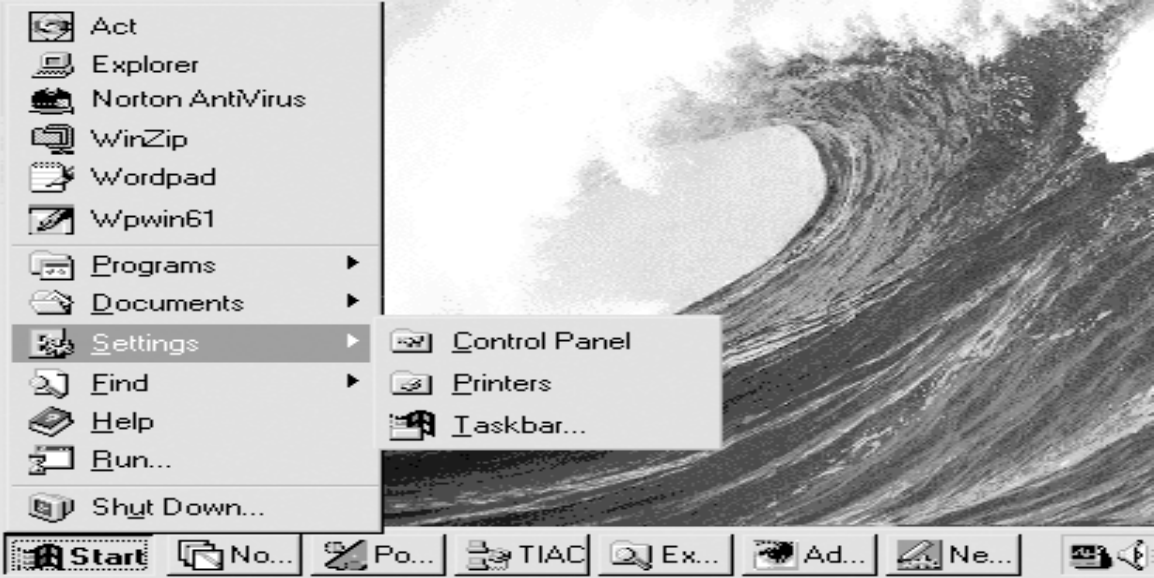 Act
Explorer
Norton AntiVirus
WinZip
Wordpad
Wpwin61
Programs
Documents
Settings
Control Panel
Find
Printers
Help
Taskbar...
Run...
Shut Down...
Start No... Po... TIAC Ex... Ad... Ne...